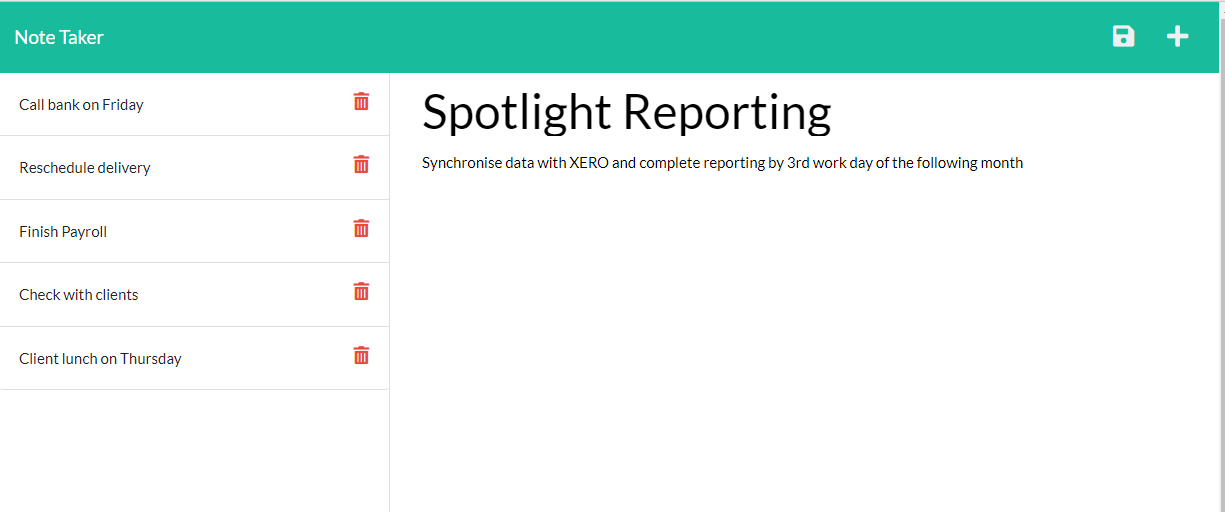 Note Taker
Call bank on Friday
Reschedule delivery
Finish Payroll
Check with clients
Client lunch on Thursday
Spotlight Reporting
Synchronise data with XERO and complete reporting by 3rd work day of the following month